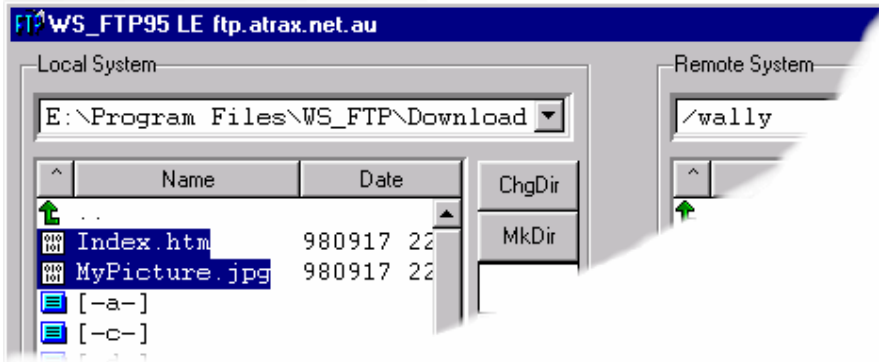 WS_FTP95 LE ftp.atrax.net.au
Local System
Remote System
E:\Program Files\WS_FTP\Download
/wally
^ Name Date
ChgDir
^
..
Index.htm 980917 22
MkDir
MyPicture.jpg 980917 22
[-a-]
[-c-]